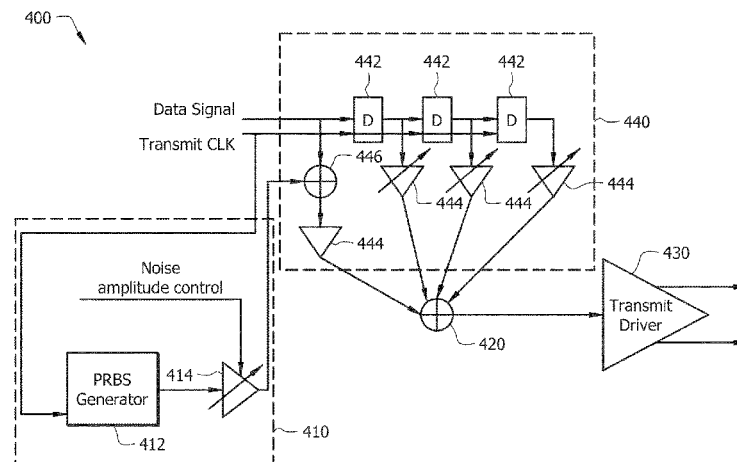 400
442
442
442
Data Signal
D
D
D
440
Transmit CLK
446
444
444
444
444
430
Noise
amplitude control
Transmit
Driver
420
414
PRBS
Generator
412
410